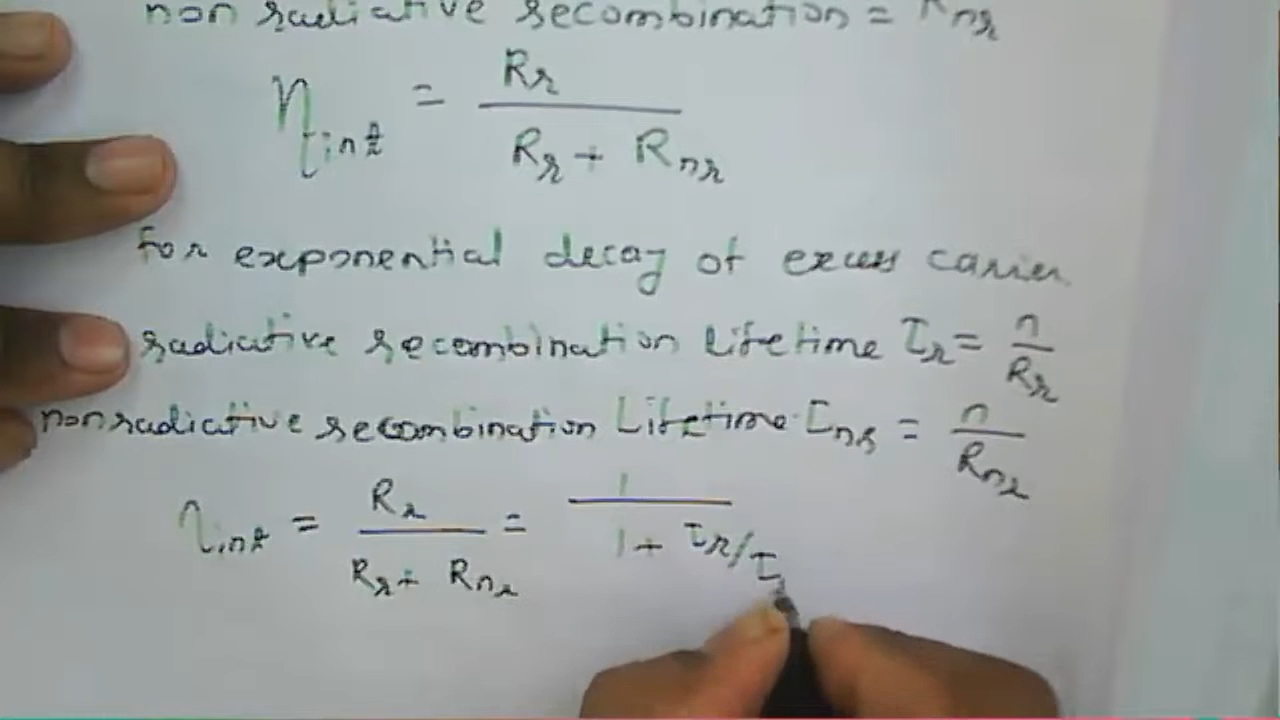 non radiative recombination = Rnr
ηint = Rr / Rr + Rnr
For exponential decay of excess carrier
radiative recombination lifetime τr = n / Rr
nonradiative recombination Lifetime τnr = n / Rnr
ηint = Rr / Rr + Rnr = 1 / 1 + τr/τ